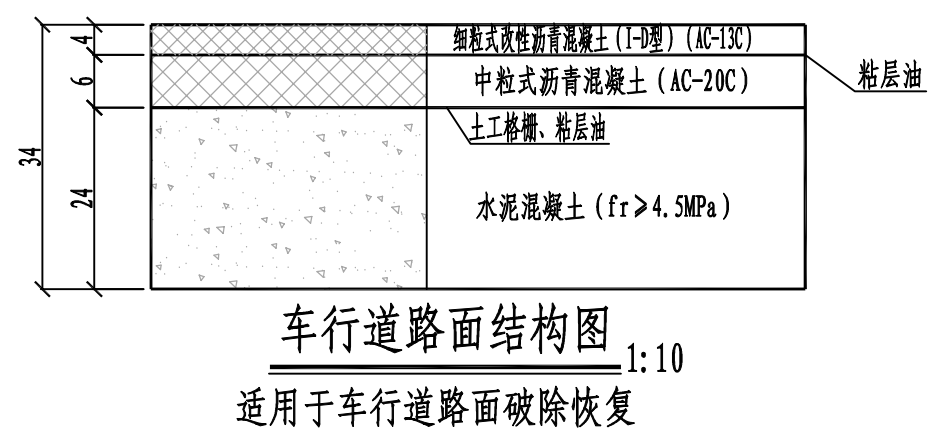 4
细粒式改性沥青混凝土(I-D型)(AC-13C)
粘层油
6
中粒式沥青混凝土(AC-20C)
土工格栅、粘层油
34
24
水泥混凝土(fr≥4.5MPa)
车行道路面结构图
1:10
适用于车行道路面破除恢复